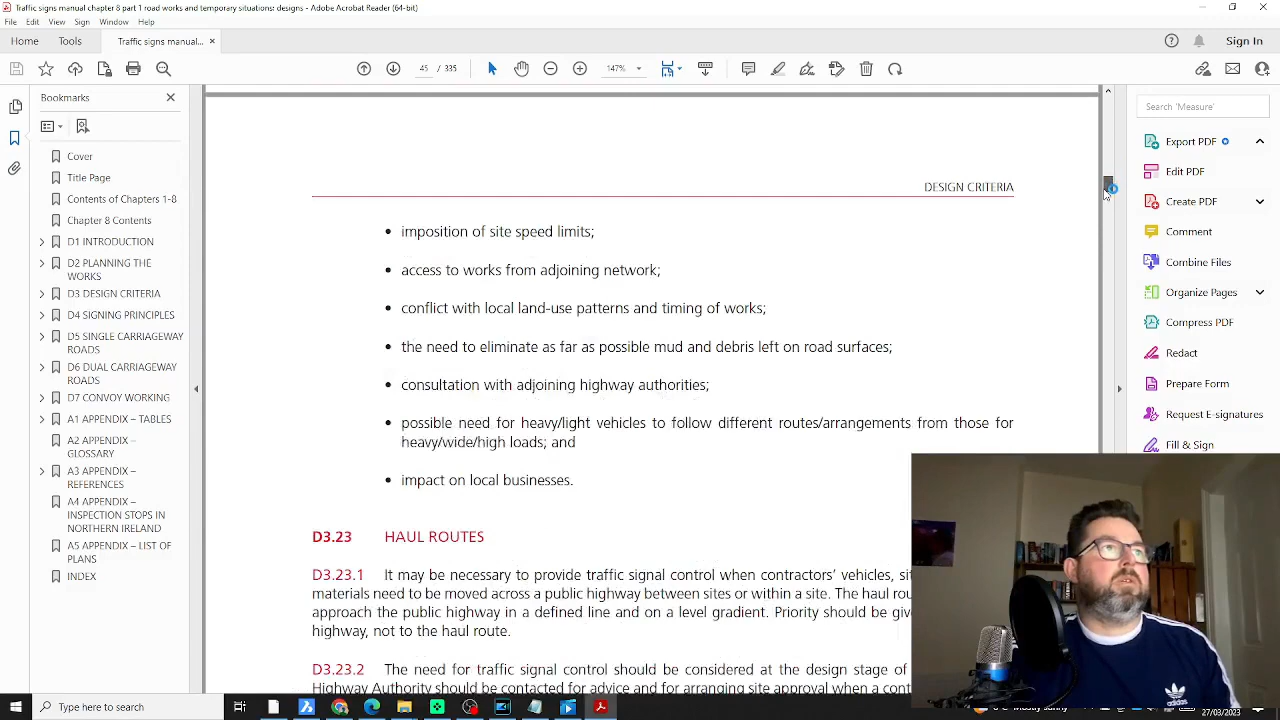 Traffic signs manual chapter 8 part 1 road works and temporary situations designs - Adobe Acrobat Reader (64-bit)
File Edit View Sign Window Help
Home Tools Traffic signs manual... × Sign In
45 / 335 147%
Bookmarks
Cover
Title Page
Contents of Chapters 1-8
Chapter 8 Contents
D1 INTRODUCTION
D2 PLANNING THE
WORKS
D3 DESIGN CRITERIA
D4 SIGNING PRINCIPLES
D5 SINGLE CARRIAGEWAY
ROADS
D6 DUAL CARRIAGEWAY
ROADS
D7 CONVOY WORKING
A1 APPENDIX – TABLES
A2 APPENDIX –
GLOSSARY
A3 APPENDIX –
REFERENCES
A4 APPENDIX –
INSPECTION STOPS IN
NORTHERN IRELAND
A5 APPENDIX – LIST OF
PLANS
INDEX
DESIGN CRITERIA
• imposition of site speed limits;
• access to works from adjoining network;
• conflict with local land-use patterns and timing of works;
• the need to eliminate as far as possible mud and debris left on road surfaces;
• consultation with adjoining highway authorities;
• possible need for heavy/light vehicles to follow different routes/arrangements from those for
heavy/wide/high loads; and
• impact on local businesses.
D3.23 HAUL ROUTES
D3.23.1 It may be necessary to provide traffic signal control when contractors' vehicles,
materials need to be moved across a public highway between sites or within a site. The haul
approach the public highway in a defined line and on a level gradient. Priority should be
highway, not to the haul route.
D3.23.2 The need for traffic signal control should be considered at the design stage of
Highway Authority should be contacted for advice and for arranging site approval when a
Search 'Measure'
Export PDF
Edit PDF
Create PDF
Comment
Combine Files
Organize Pages
Compress PDF
Redact
Prepare Form
Request E-signatures
Fill & Sign
adidas
Type here to search
27/03/2023